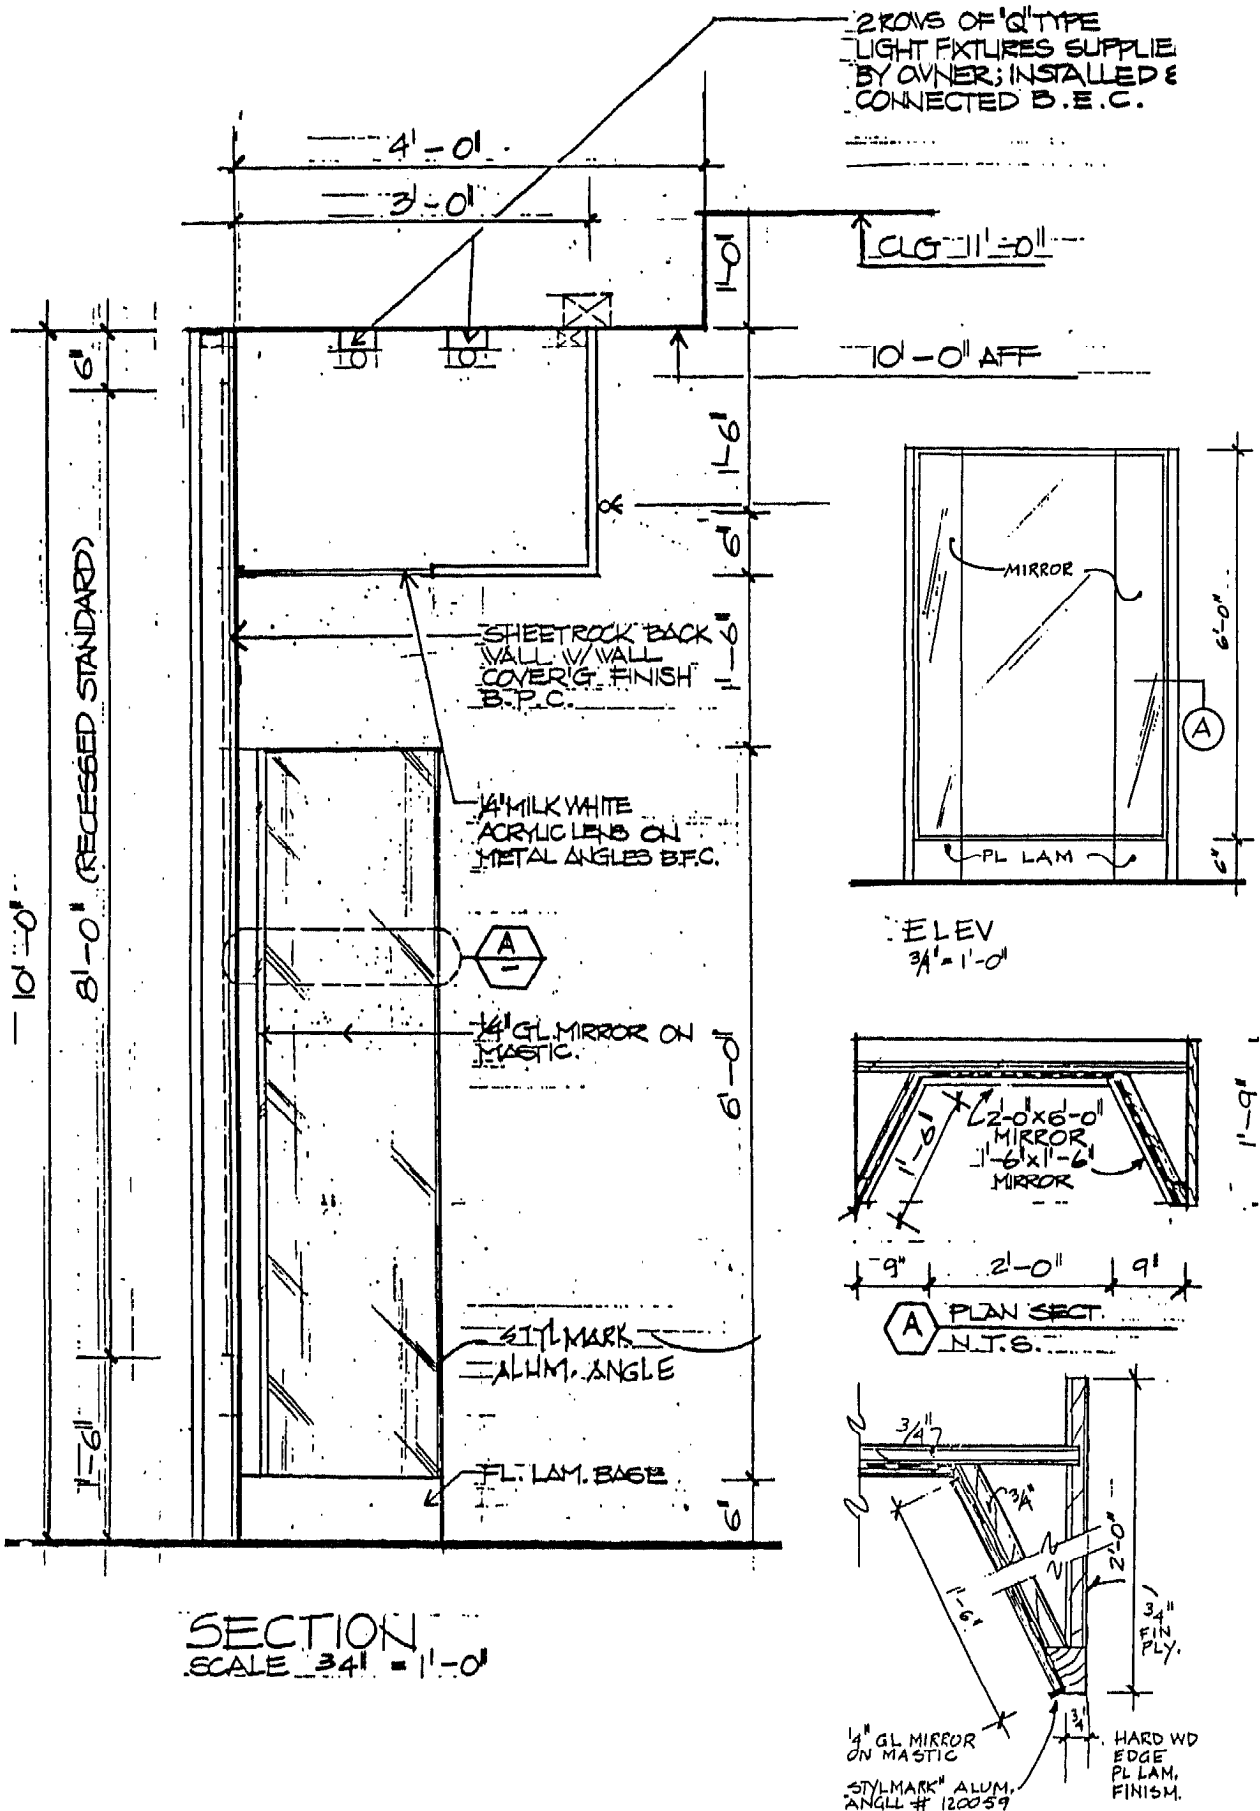 2 ROWS OF "Q" TYPE
LIGHT FIXTURES SUPPLIE
BY OWNER; INSTALLED &
CONNECTED B.E.C.
4'-0"
3'-0"
1'-0"
CLG 11'-0"
6"
10'-0" AFF
1'-6"
6"
SHEETROCK BACK
WALL W/ WALL
COVER'G FINISH
B.P.C.
1'-6"
8'-0" (RECESSED STANDARD)
10'-0"
1/4" MILK WHITE
ACRYLIC LENS ON
METAL ANGLES B.F.C.
A
1/4" GL. MIRROR ON
MASTIC.
6'-0"
STYLMARK
ALUM. ANGLE
1'-6"
PL. LAM. BASE
6"
SECTION
SCALE 3/4" = 1'-0"
MIRROR
6'-0"
A
PL LAM
6"
ELEV
3/4" = 1'-0"
2'-0" x 6'-0"
MIRROR
1'-6" x 1'-6"
MIRROR
1'-6"
1'-9"
9"
2'-0"
9"
A
PLAN SECT.
N.T.S.
3/4"
3/4"
2'-0"
1'-6"
3/4"
FIN
PLY.
3/4"
1/4" GL MIRROR
ON MASTIC
STYLMARK" ALUM.
ANGLL # 120059
HARD WD
EDGE
PL LAM.
FINISM.